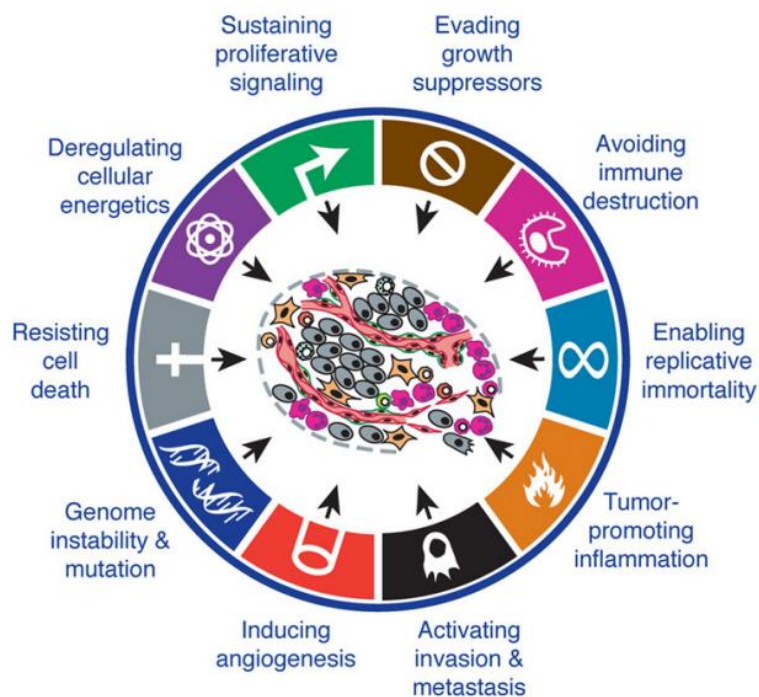 Sustaining
proliferative
signaling
Evading
growth
suppressors
Avoiding
immune
destruction
Enabling
replicative
immortality
Tumor-
promoting
inflammation
Activating
invasion &
metastasis
Inducing
angiogenesis
Genome
instability &
mutation
Resisting
cell
death
Deregulating
cellular
energetics